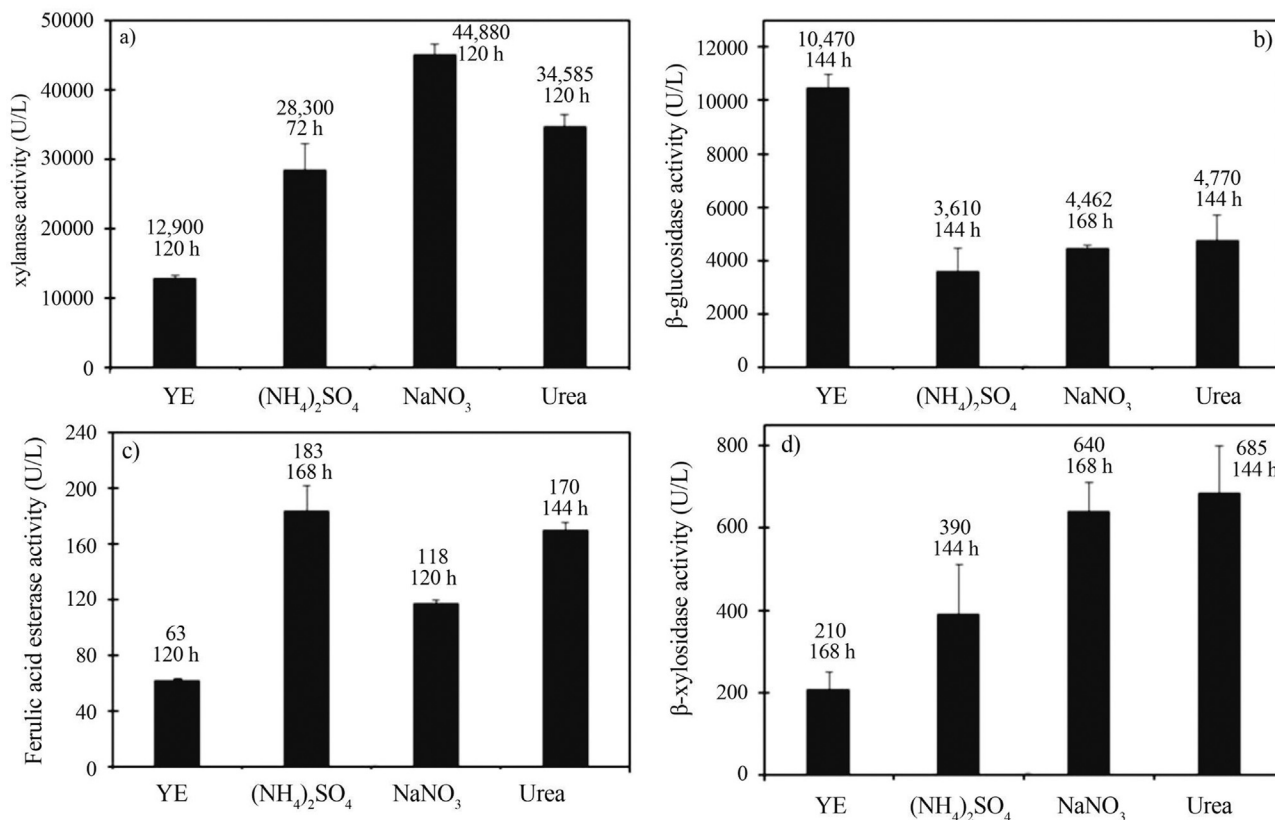 a)
xylanase activity (U/L)
50000
40000
30000
20000
10000
0
12,900
120 h
28,300
72 h
44,880
120 h
34,585
120 h
YE
(NH4)2SO4
NaNO3
Urea
b)
β-glucosidase activity (U/L)
12000
10000
8000
6000
4000
2000
0
10,470
144 h
3,610
144 h
4,462
168 h
4,770
144 h
YE
(NH4)2SO4
NaNO3
Urea
c)
Ferulic acid esterase activity (U/L)
240
200
160
120
80
40
0
63
120 h
183
168 h
118
120 h
170
144 h
YE
(NH4)2SO4
NaNO3
Urea
d)
β-xylosidase activity (U/L)
800
600
400
200
0
210
168 h
390
144 h
640
168 h
685
144 h
YE
(NH4)2SO4
NaNO3
Urea